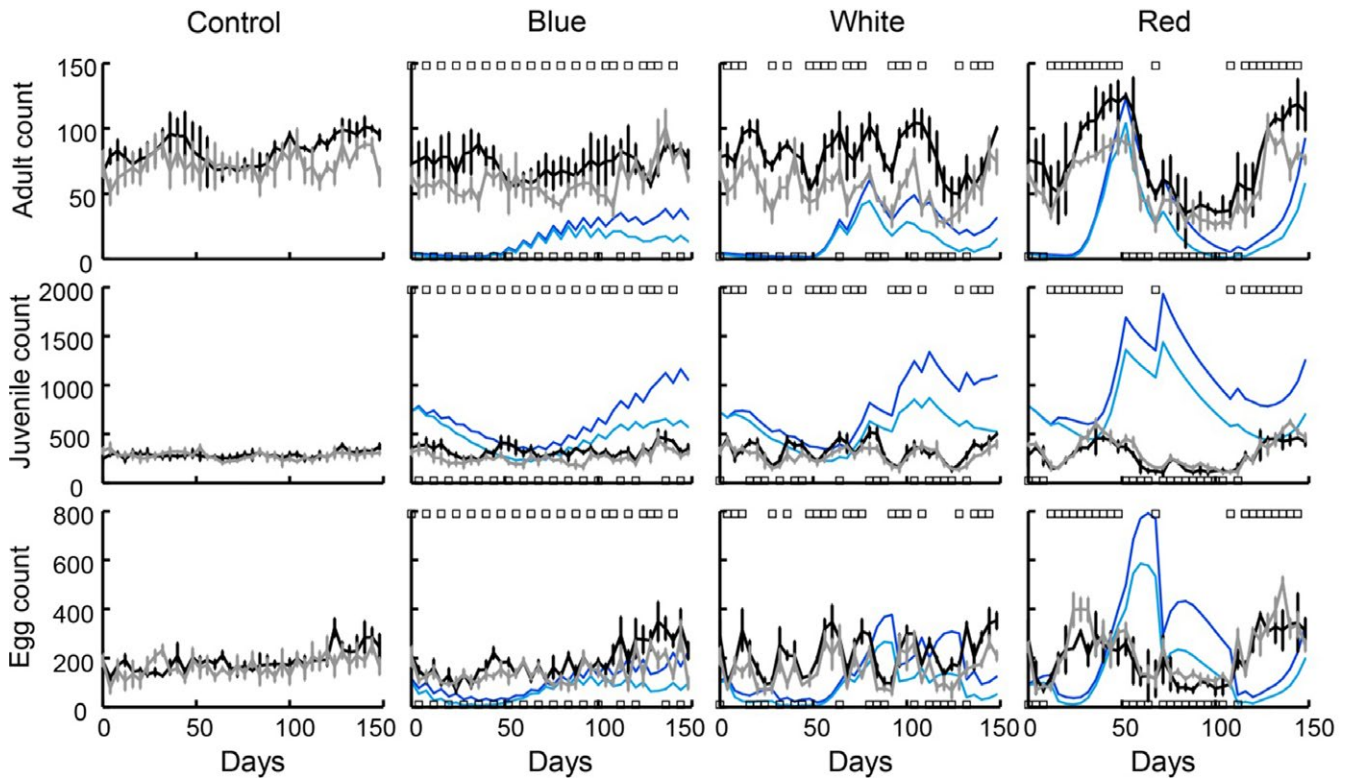 Control Blue White Red
150
100
50
0
Adult count
2000
1500
1000
500
0
Juvenile count
800
600
400
200
0
Egg count
0 50 100 150 0 50 100 150 0 50 100 150 0 50 100 150
Days Days Days Days